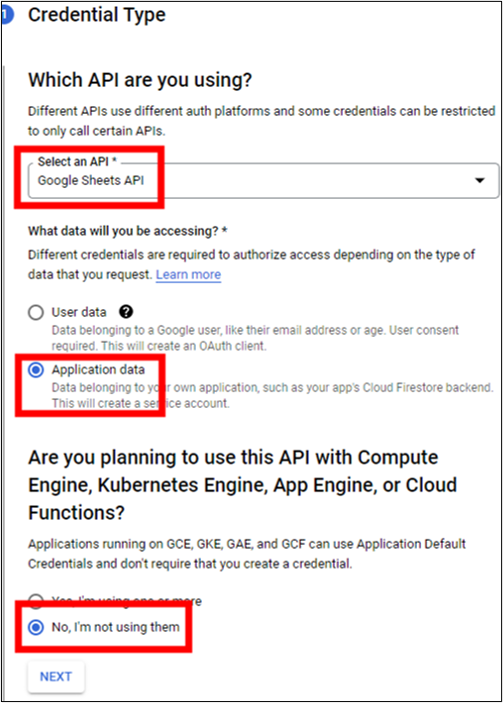 1 Credential Type
Which API are you using?
Different APIs use different auth platforms and some credentials can be restricted
to only call certain APIs.
Select an API *
Google Sheets API
What data will you be accessing? *
Different credentials are required to authorize access depending on the type of
data that you request. Learn more
User data ?
Data belonging to a Google user, like their email address or age. User consent
required. This will create an OAuth client.
Application data
Data belonging to your own application, such as your app's Cloud Firestore backend.
This will create a service account.
Are you planning to use this API with Compute
Engine, Kubernetes Engine, App Engine, or Cloud
Functions?
Applications running on GCE, GKE, GAE, and GCF can use Application Default
Credentials and don't require that you create a credential.
Yes, I'm using one or more
No, I'm not using them
NEXT